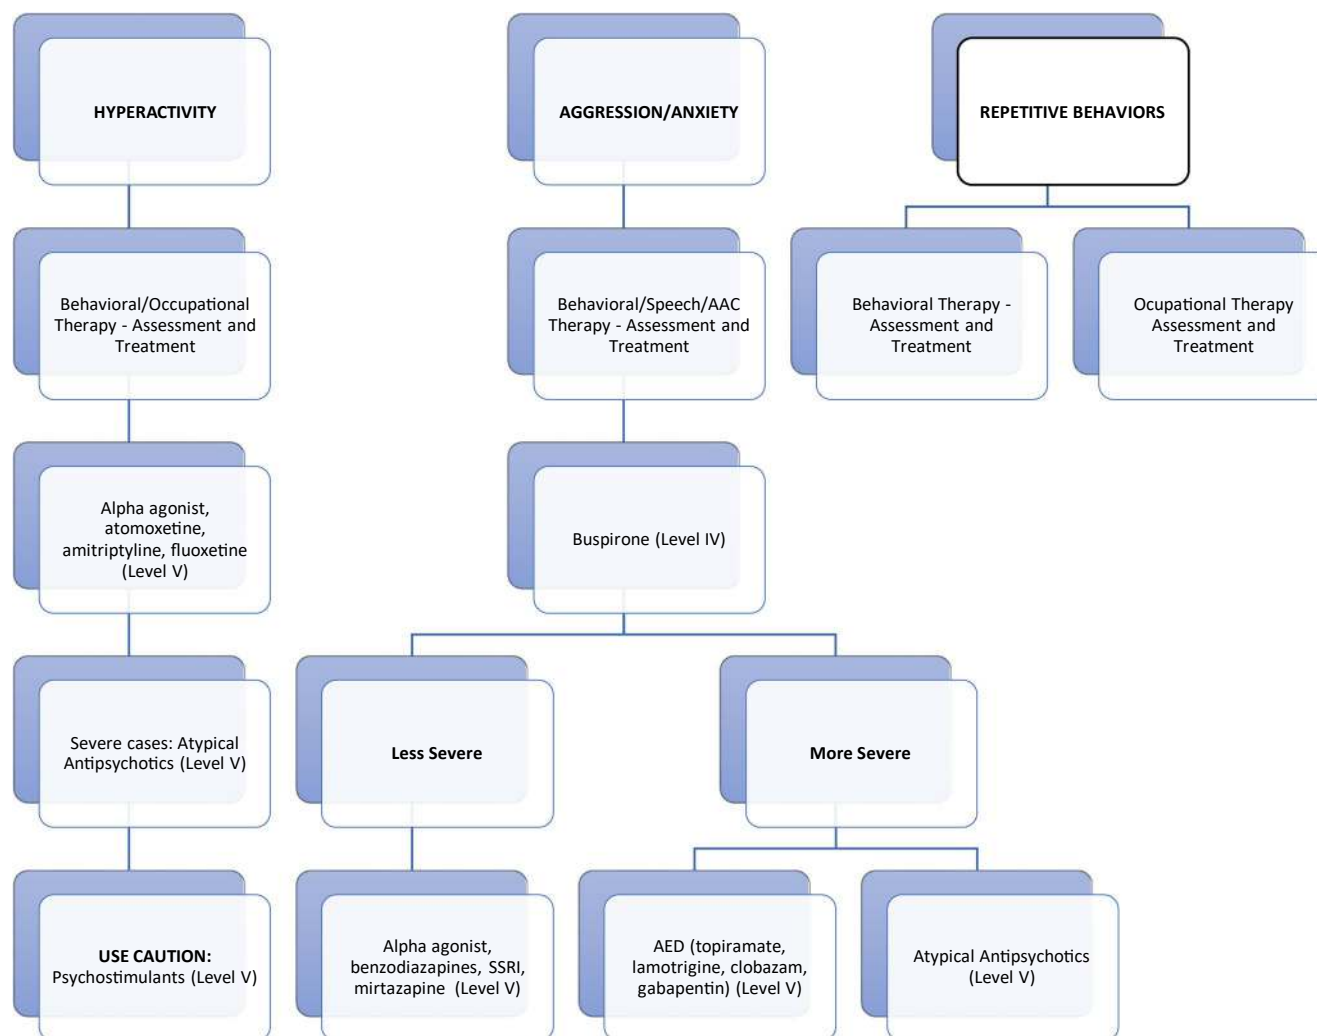 HYPERACTIVITY
AGGRESSION/ANXIETY
REPETITIVE BEHAVIORS
Behavioral/Occupational
Therapy - Assessment and
Treatment
Behavioral/Speech/AAC
Therapy - Assessment and
Treatment
Behavioral Therapy -
Assessment and
Treatment
Ocupational Therapy
Assessment and
Treatment
Alpha agonist,
atomoxetine,
amitriptyline, fluoxetine
(Level V)
Buspirone (Level IV)
Severe cases: Atypical
Antipsychotics (Level V)
Less Severe
More Severe
USE CAUTION:
Psychostimulants (Level V)
Alpha agonist,
benzodiazapines, SSRI,
mirtazapine (Level V)
AED (topiramate,
lamotrigine, clobazam,
gabapentin) (Level V)
Atypical Antipsychotics
(Level V)